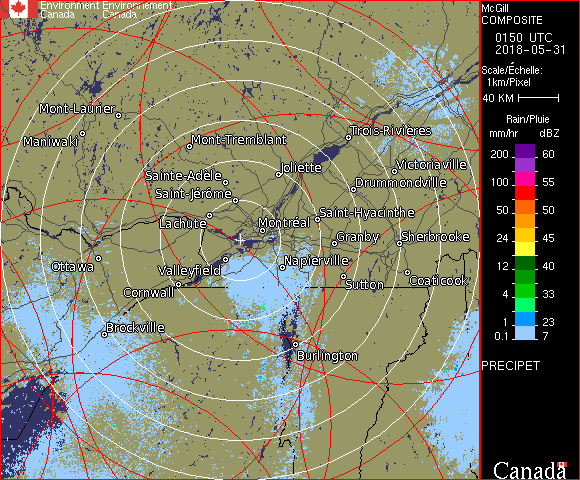 Environment Environnement
Canada Canada
McGill
COMPOSITE
0150 UTC
2018-05-31
Scale/Échelle:
1km/Pixel
40 KM
Rain/Pluie
mm/hr dBZ
200 60
100 55
50 50
24 45
12 40
4 33
1 23
0.1 7
PRECIPET
Canada
Mont-Laurier
Maniwaki
Mont-Tremblant
Trois-Rivières
Joliette
Victoriaville
Sainte-Adèle
Drummondville
Saint-Jérôme
Saint-Hyacinthe
Lachute
Montréal
Granby
Sherbrooke
Ottawa
Valleyfield
Napierville
Cornwall
Sutton
Coaticook
Brockville
Burlington